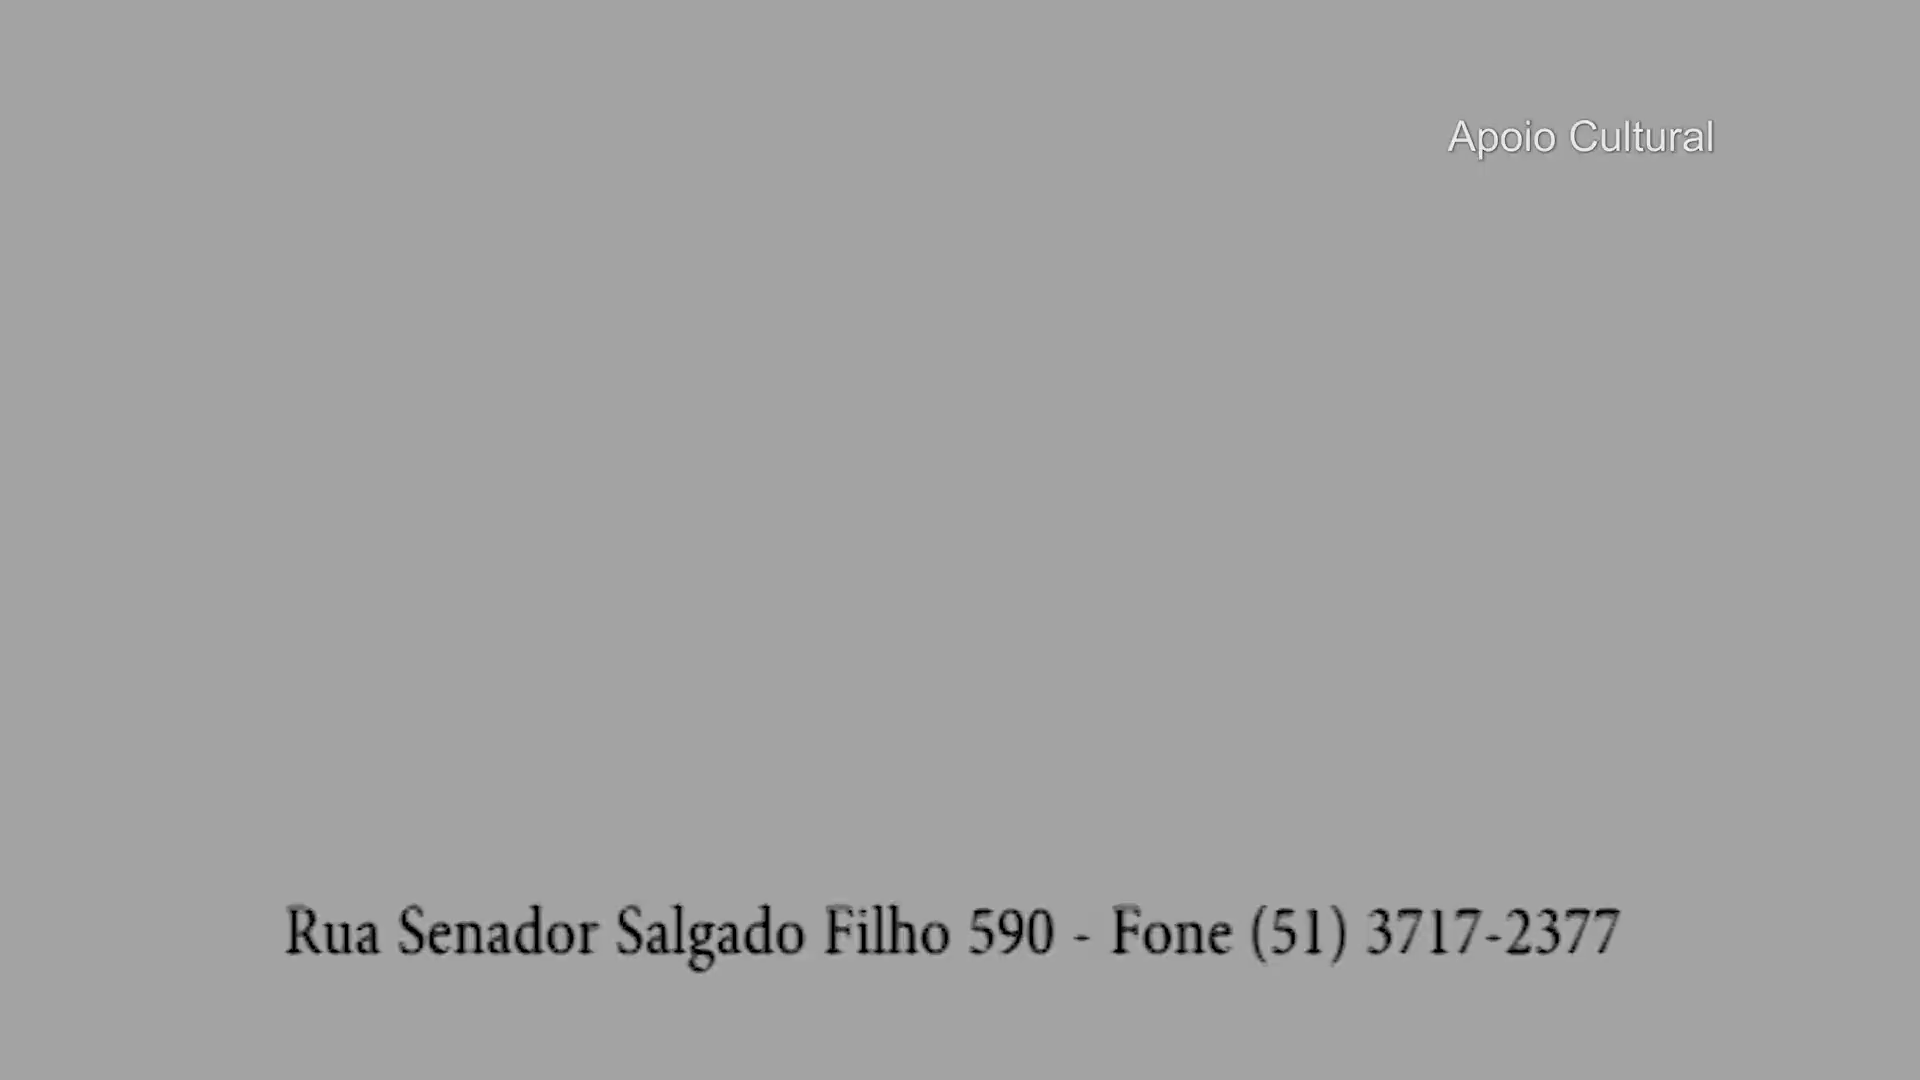 Apoio Cultural
Rua Senador Salgado Filho 590 - Fone (51) 3717-2377